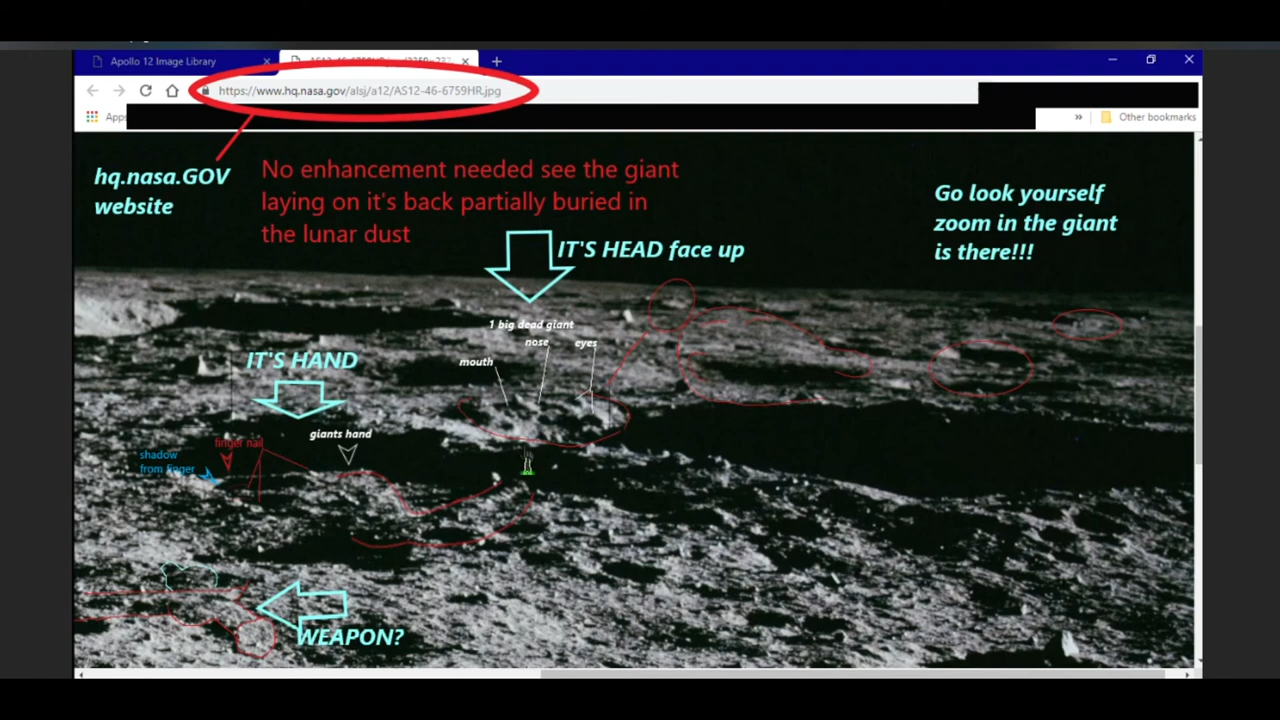 Apollo 12 Image Library
https://www.hq.nasa.gov/alsj/a12/AS12-46-6759HR.jpg
Apps
Other bookmarks
hq.nasa.GOV
website
No enhancement needed see the giant
laying on it's back partially buried in
the lunar dust
Go look yourself
zoom in the giant
is there!!!
IT'S HEAD face up
1 big dead giant
nose
eyes
mouth
IT'S HAND
giants hand
finger nail
shadow
from finger
WEAPON?